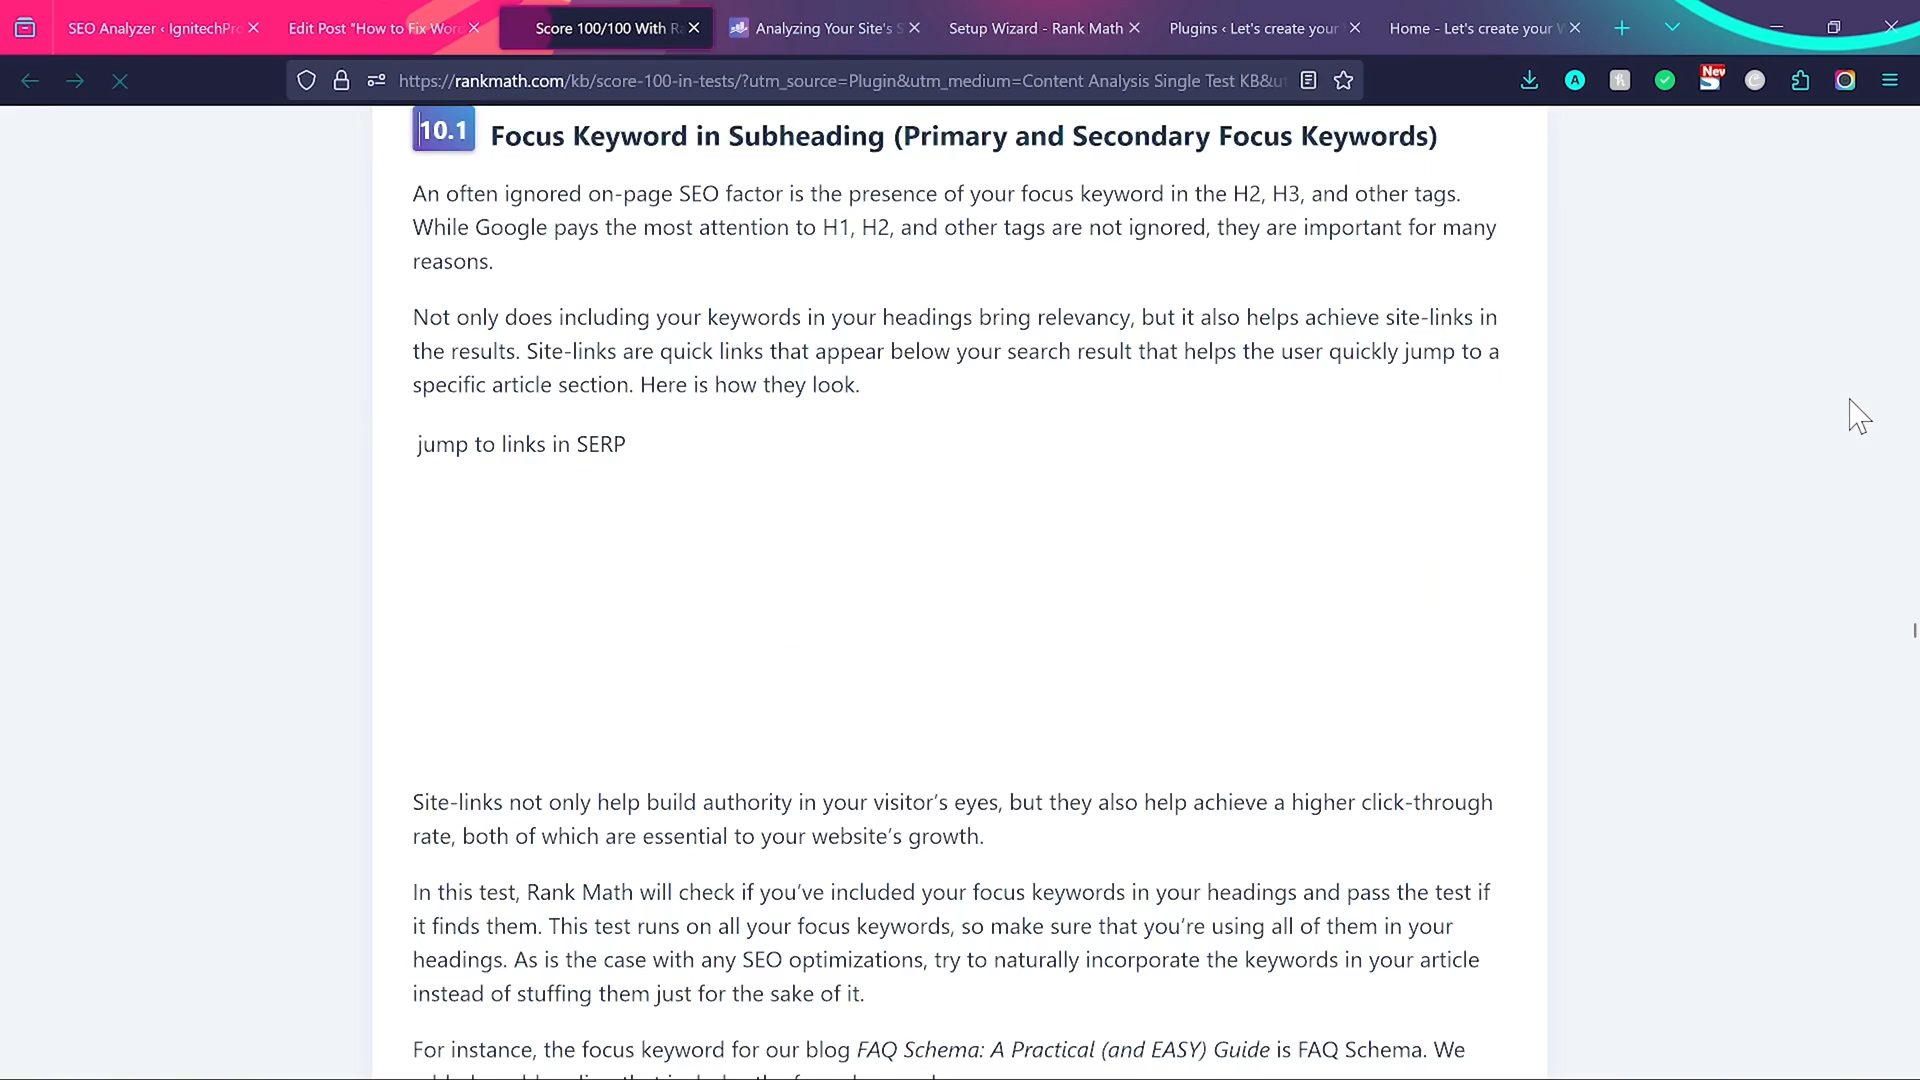 SEO Analyzer ‹ IgnitechPro
Edit Post "How to Fix Word
Score 100/100 With Ra
Analyzing Your Site's S
Setup Wizard - Rank Math
Plugins ‹ Let's create your
Home - Let's create your W
https://rankmath.com/kb/score-100-in-tests/?utm_source=Plugin&utm_medium=Content Analysis Single Test KB&ut
New
10.1 Focus Keyword in Subheading (Primary and Secondary Focus Keywords)
An often ignored on-page SEO factor is the presence of your focus keyword in the H2, H3, and other tags.
While Google pays the most attention to H1, H2, and other tags are not ignored, they are important for many
reasons.
Not only does including your keywords in your headings bring relevancy, but it also helps achieve site-links in
the results. Site-links are quick links that appear below your search result that helps the user quickly jump to a
specific article section. Here is how they look.
jump to links in SERP
Site-links not only help build authority in your visitor’s eyes, but they also help achieve a higher click-through
rate, both of which are essential to your website’s growth.
In this test, Rank Math will check if you’ve included your focus keywords in your headings and pass the test if
it finds them. This test runs on all your focus keywords, so make sure that you’re using all of them in your
headings. As is the case with any SEO optimizations, try to naturally incorporate the keywords in your article
instead of stuffing them just for the sake of it.
For instance, the focus keyword for our blog FAQ Schema: A Practical (and EASY) Guide is FAQ Schema. We